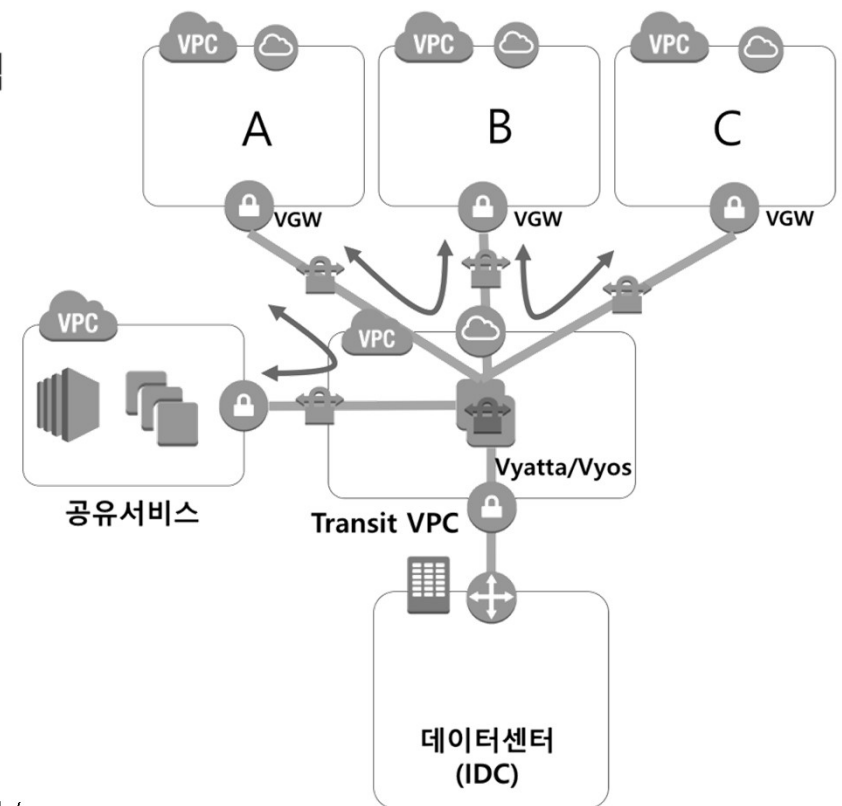 VPC
VPC
VPC
A
B
C
VGW
VGW
VGW
VPC
VPC
Vyatta/Vyos
공유서비스
Transit VPC
데이터센터
(IDC)